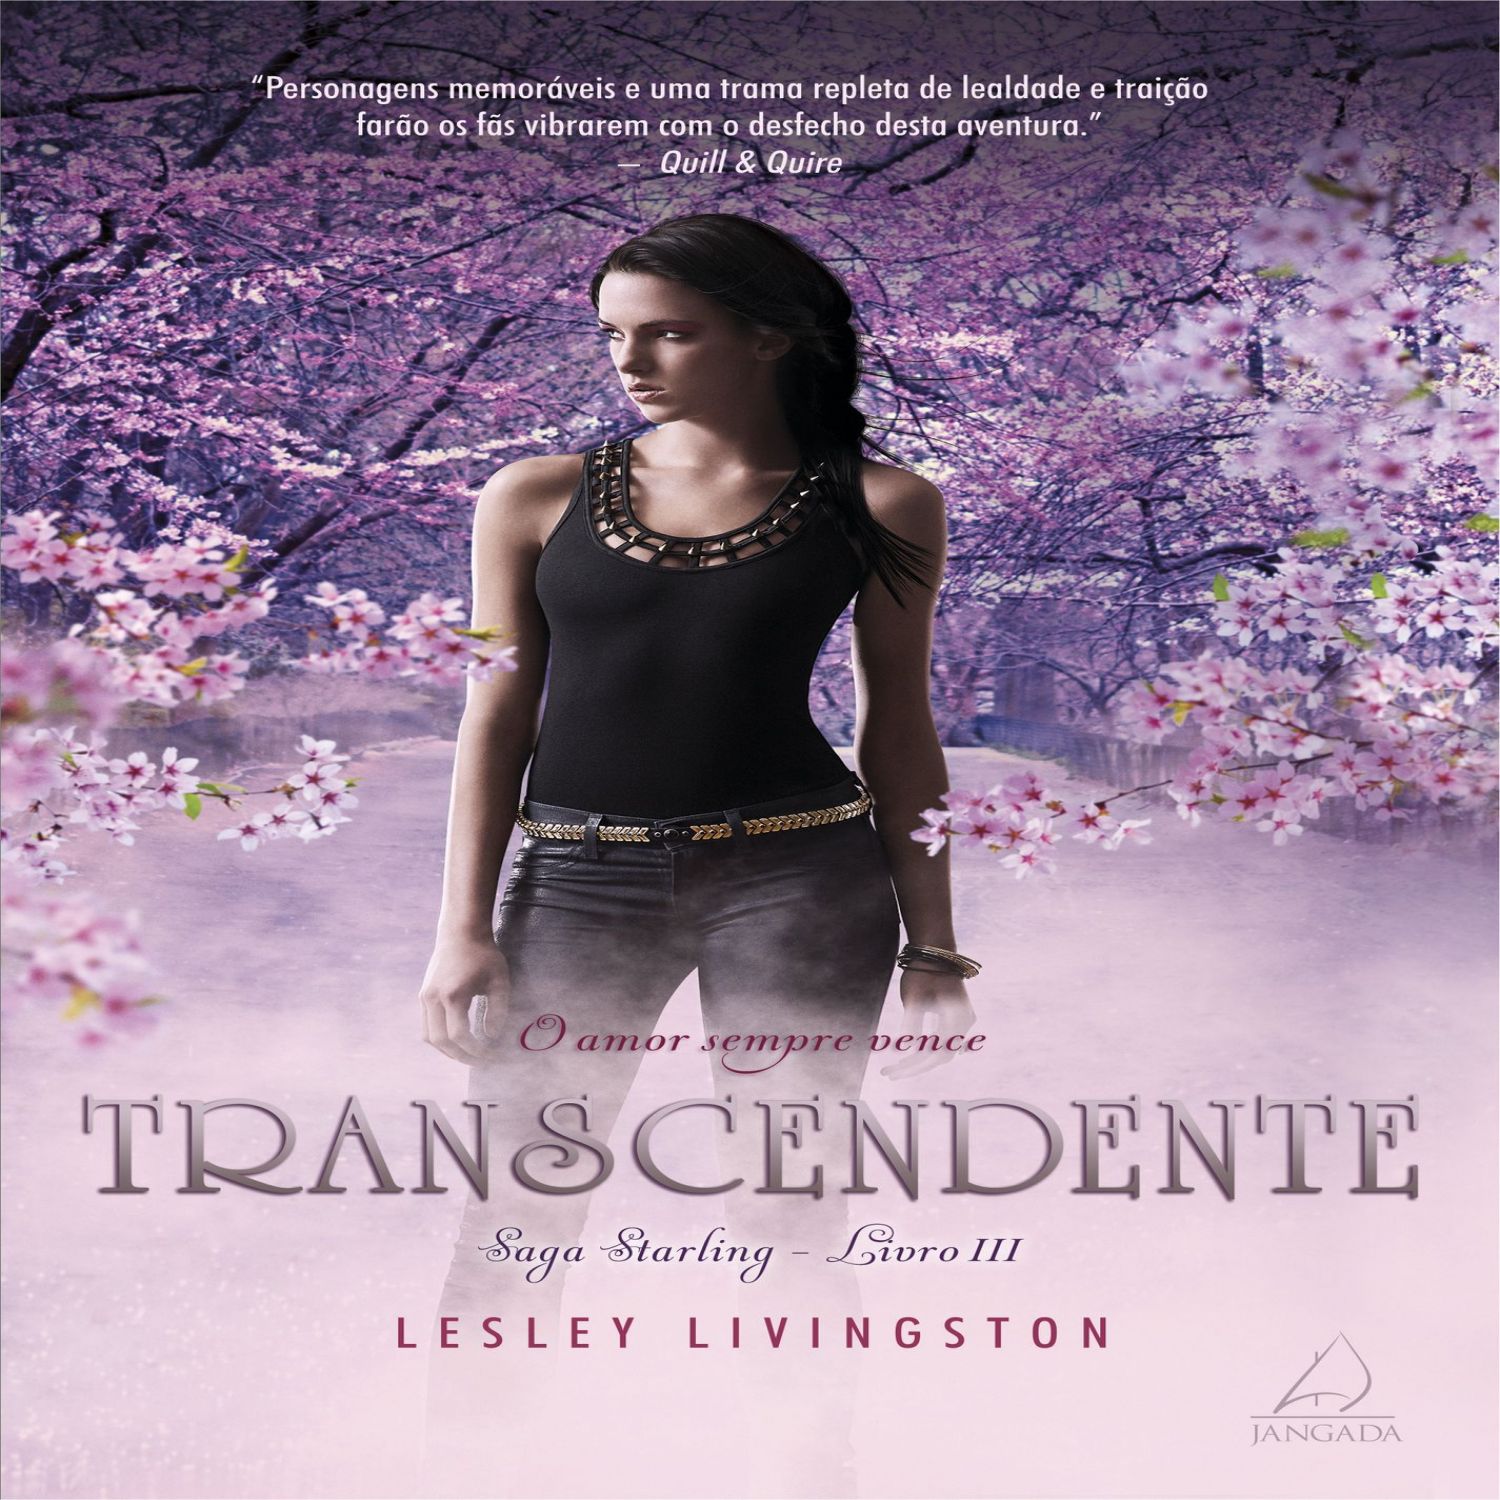 “Personagens memoráveis e uma trama repleta de lealdade e traição
farão os fãs vibrarem com o desfecho desta aventura.”
— Quill & Quire
O amor sempre vence
TRANSCENDENTE
Saga Starling – Livro III
LESLEY LIVINGSTON
JANGADA